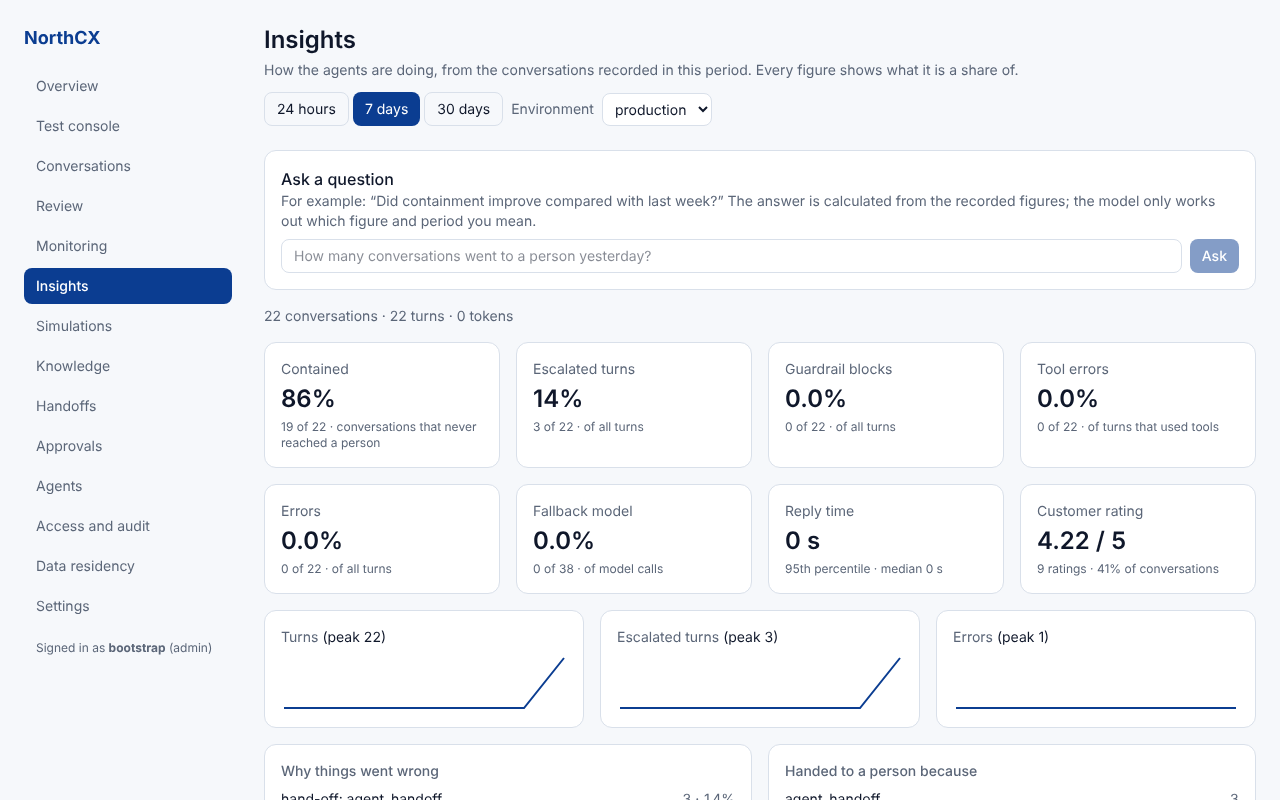 NorthCX
Overview
Test console
Conversations
Review
Monitoring
Insights
Simulations
Knowledge
Handoffs
Approvals
Agents
Access and audit
Data residency
Settings
Signed in as bootstrap (admin)
Insights
How the agents are doing, from the conversations recorded in this period. Every figure shows what it is a share of.
24 hours
7 days
30 days
Environment
production
Ask a question
For example: “Did containment improve compared with last week?” The answer is calculated from the recorded figures; the model only works
out which figure and period you mean.
How many conversations went to a person yesterday?
Ask
22 conversations · 22 turns · 0 tokens
Contained
86%
19 of 22 · conversations that never
reached a person
Escalated turns
14%
3 of 22 · of all turns
Guardrail blocks
0.0%
0 of 22 · of all turns
Tool errors
0.0%
0 of 22 · of turns that used tools
Errors
0.0%
0 of 22 · of all turns
Fallback model
0.0%
0 of 38 · of model calls
Reply time
0 s
95th percentile · median 0 s
Customer rating
4.22 / 5
9 ratings · 41% of conversations
Turns (peak 22)
Escalated turns (peak 3)
Errors (peak 1)
Why things went wrong
hand-off: agent_handoff
3 · 14%
Handed to a person because
agent_handoff
3